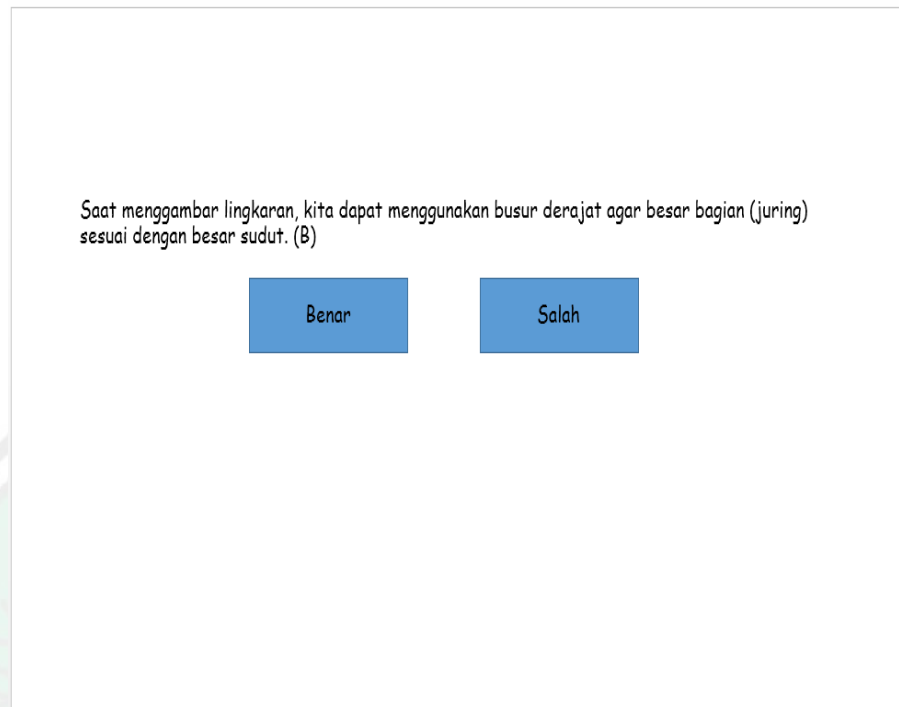 Saat menggambar lingkaran, kita dapat menggunakan busur derajat agar besar bagian (juring)
sesuai dengan besar sudut. (B)
Benar
Salah